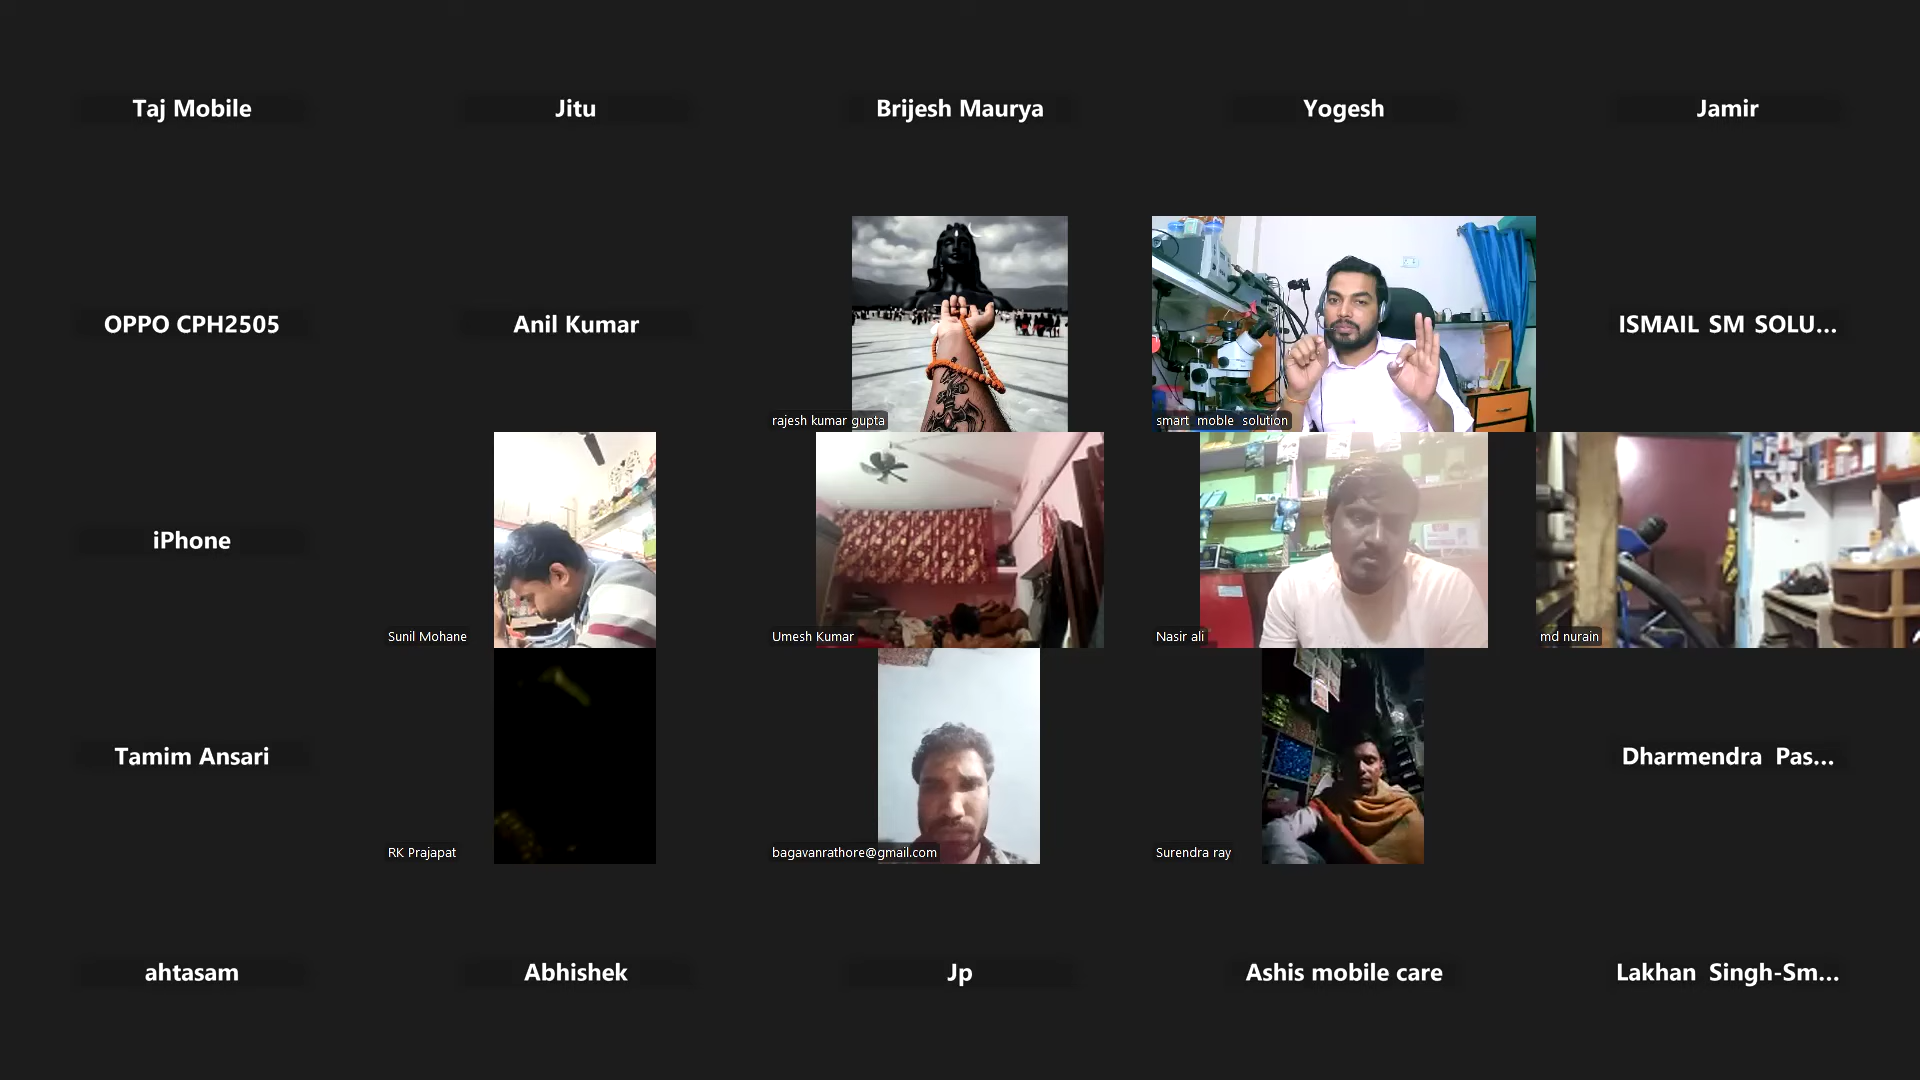 Taj Mobile
Jitu
Brijesh Maurya
Yogesh
Jamir
OPPO CPH2505
Anil Kumar
rajesh kumar gupta
smart moble solution
ISMAIL SM SOLU...
iPhone
Sunil Mohane
Umesh Kumar
Nasir ali
md nurain
Tamim Ansari
RK Prajapat
bagavanrathore@gmail.com
Surendra ray
Dharmendra Pas...
ahtasam
Abhishek
Jp
Ashis mobile care
Lakhan Singh-Sm...